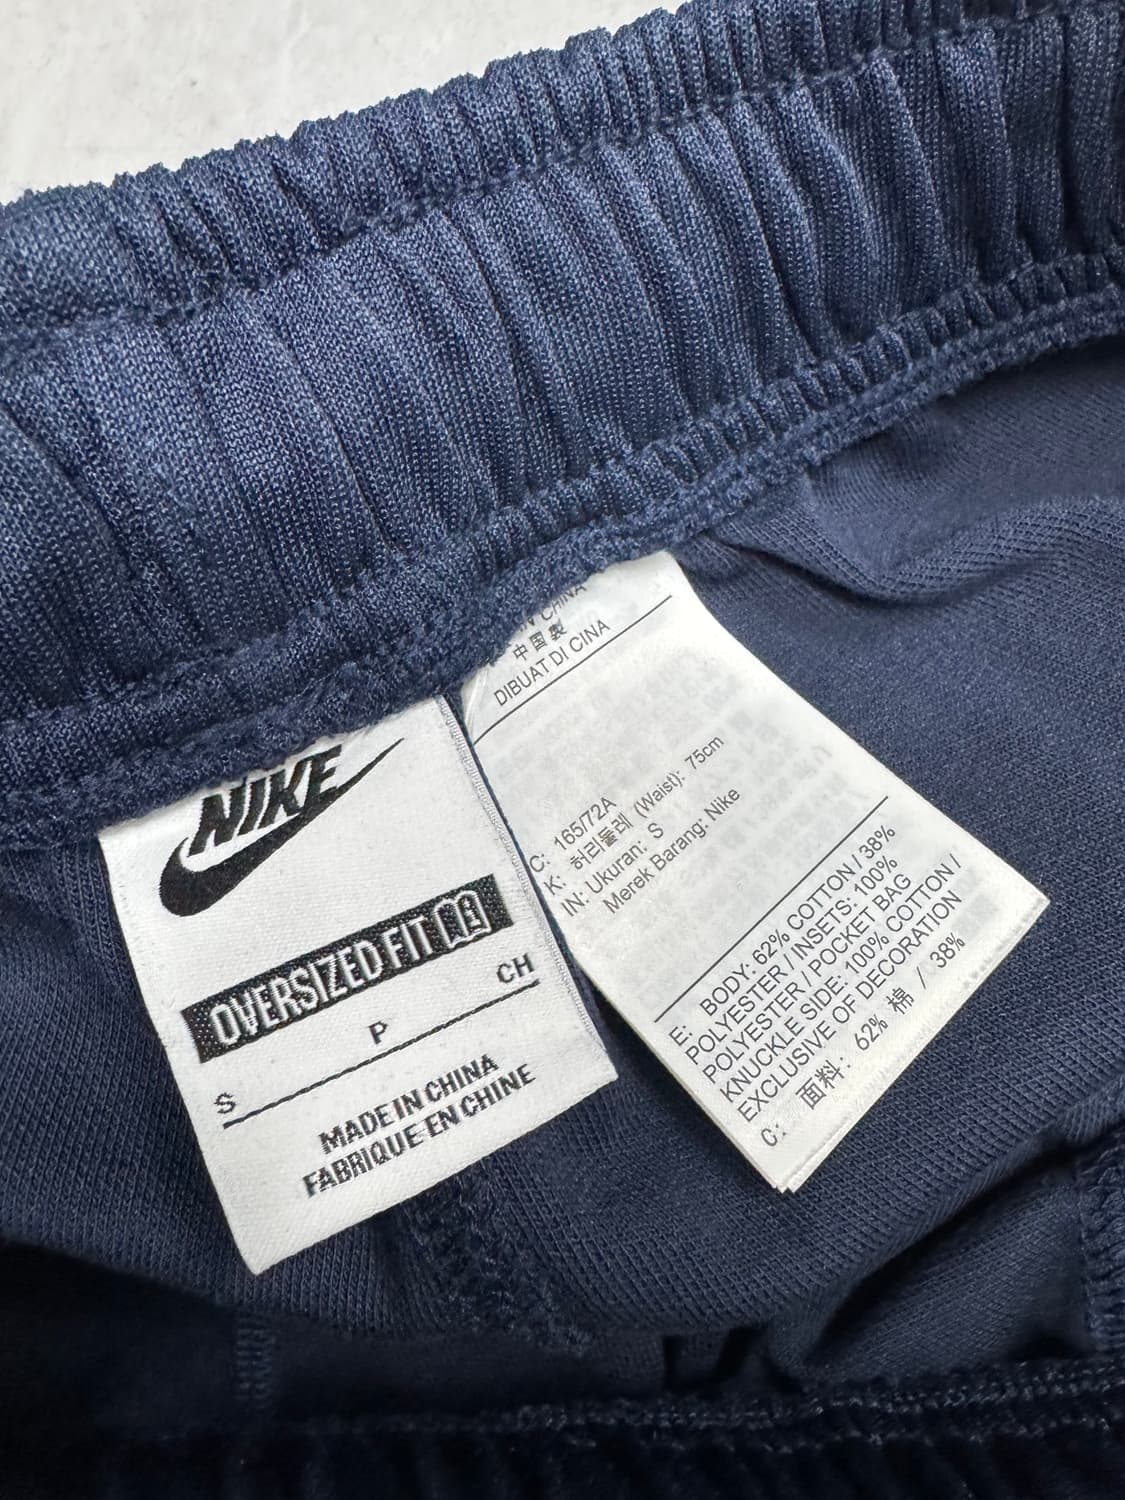 NIKE
OVERSIZED FIT
S P CH
MADE IN CHINA
FABRIQUE EN CHINE
IN CHINA
中国製
DIBUAT DI CINA
C: 165/72A
K: 허리둘레 (Waist): 75cm
IN: Ukuran: S
Merek Barang: Nike
E: BODY: 62% COTTON / 38%
POLYESTER / INSETS: 100%
POLYESTER / POCKET BAG
KNUCKLE SIDE: 100% COTTON /
EXCLUSIVE OF DECORATION /
C: 面料: 62% 棉 / 38%